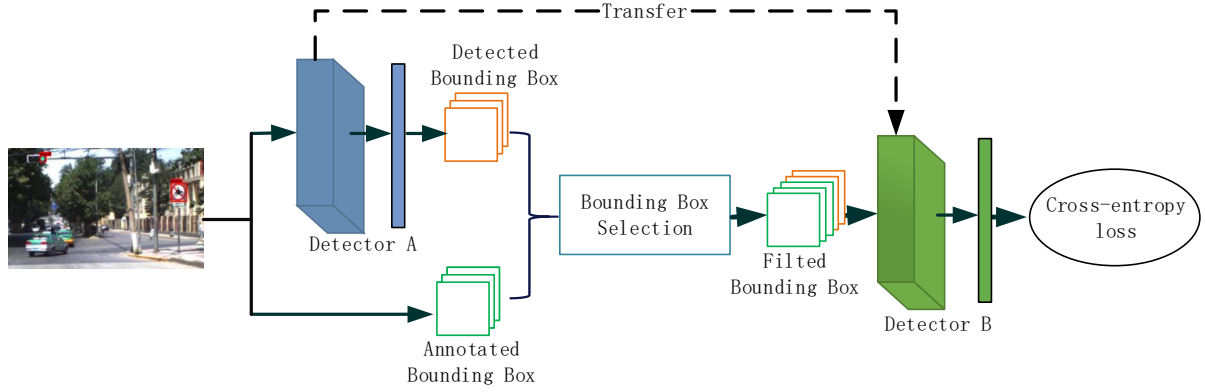 Transfer
Detected
Bounding Box
Detector A
Annotated
Bounding Box
Bounding Box
Selection
Filted
Bounding Box
Detector B
Cross-entropy
loss